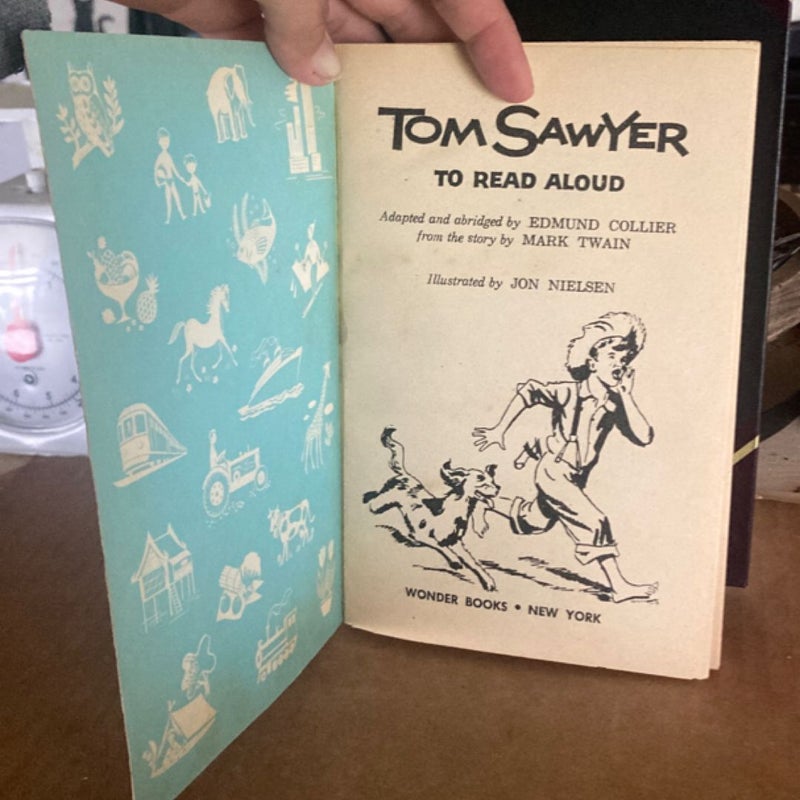 TOM SAWYER
TO READ ALOUD
Adapted and abridged by EDMUND COLLIER
from the story by MARK TWAIN
Illustrated by JON NIELSEN
WONDER BOOKS • NEW YORK